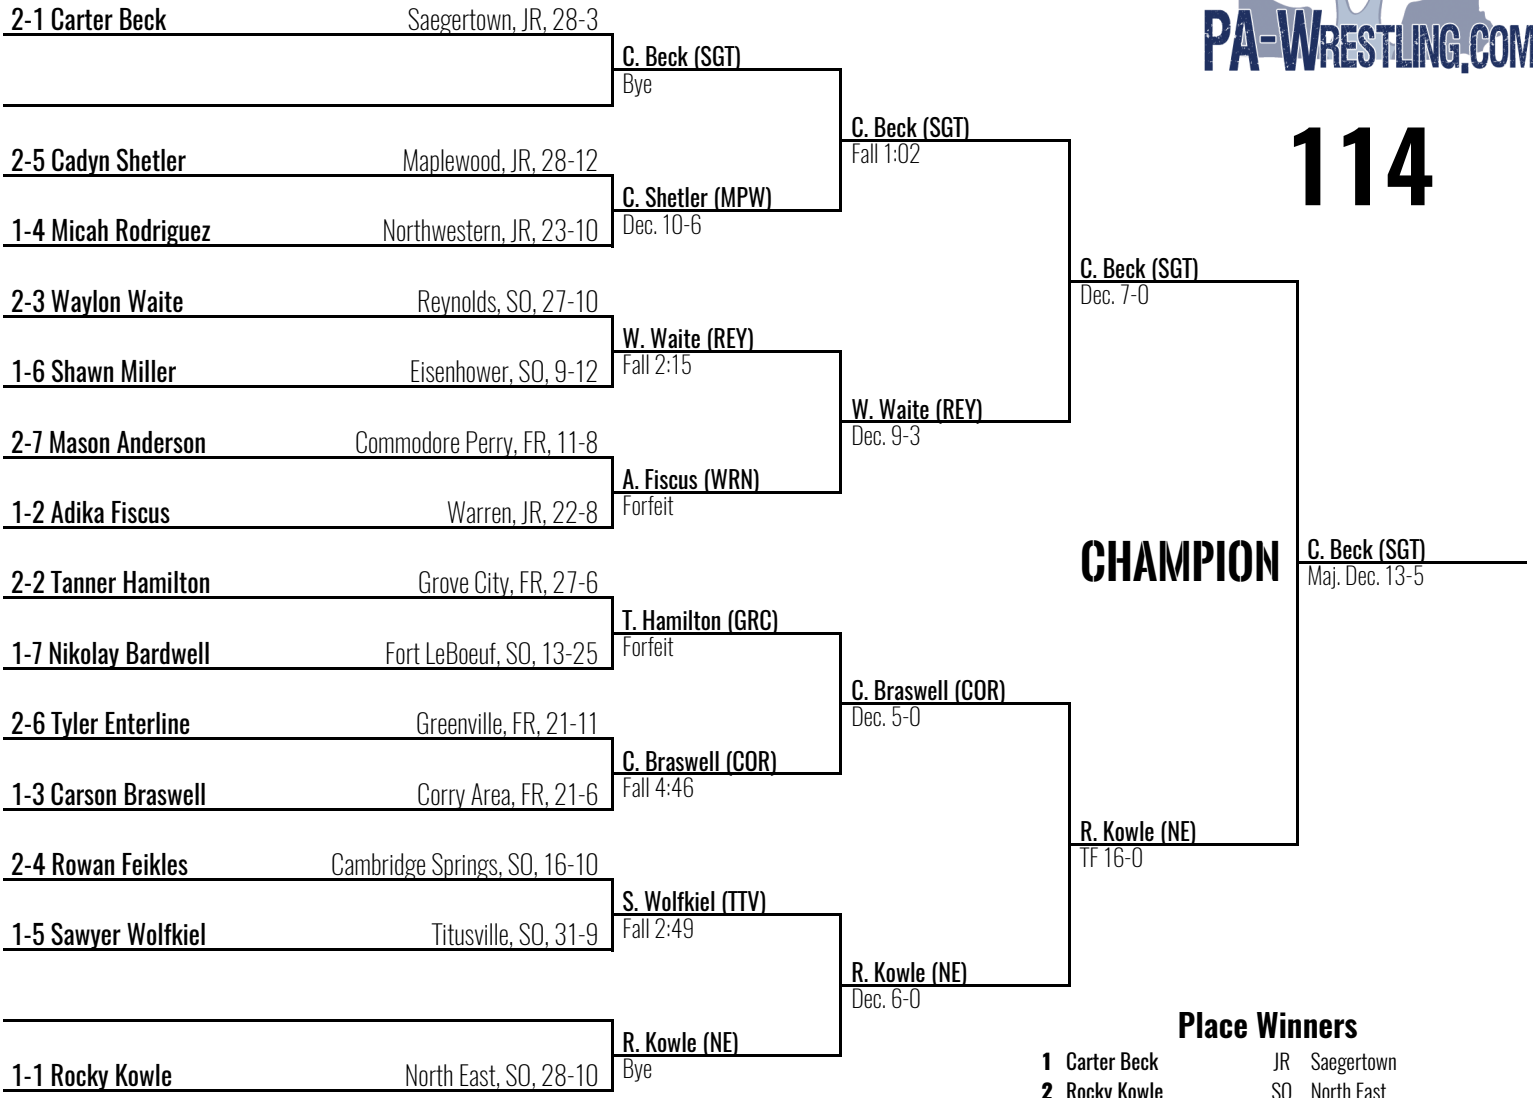 PA-WRESTLING.COM
114
2-1 Carter Beck Saegertown, JR, 28-3
C. Beck (SGT)
Bye
C. Beck (SGT)
Fall 1:02
2-5 Cadyn Shetler Maplewood, JR, 28-12
C. Shetler (MPW)
Dec. 10-6
1-4 Micah Rodriguez Northwestern, JR, 23-10
C. Beck (SGT)
Dec. 7-0
2-3 Waylon Waite Reynolds, SO, 27-10
W. Waite (REY)
Fall 2:15
1-6 Shawn Miller Eisenhower, SO, 9-12
W. Waite (REY)
Dec. 9-3
2-7 Mason Anderson Commodore Perry, FR, 11-8
A. Fiscus (WRN)
Forfeit
1-2 Adika Fiscus Warren, JR, 22-8
CHAMPION
C. Beck (SGT)
Maj. Dec. 13-5
2-2 Tanner Hamilton Grove City, FR, 27-6
T. Hamilton (GRC)
Forfeit
1-7 Nikolay Bardwell Fort LeBoeuf, SO, 13-25
C. Braswell (COR)
Dec. 5-0
2-6 Tyler Enterline Greenville, FR, 21-11
C. Braswell (COR)
Fall 4:46
1-3 Carson Braswell Corry Area, FR, 21-6
R. Kowle (NE)
TF 16-0
2-4 Rowan Feikles Cambridge Springs, SO, 16-10
S. Wolfkiel (TTV)
Fall 2:49
1-5 Sawyer Wolfkiel Titusville, SO, 31-9
R. Kowle (NE)
Dec. 6-0
R. Kowle (NE)
Bye
1-1 Rocky Kowle North East, SO, 28-10
Place Winners
1 Carter Beck JR Saegertown
2 Rocky Kowle SO North East